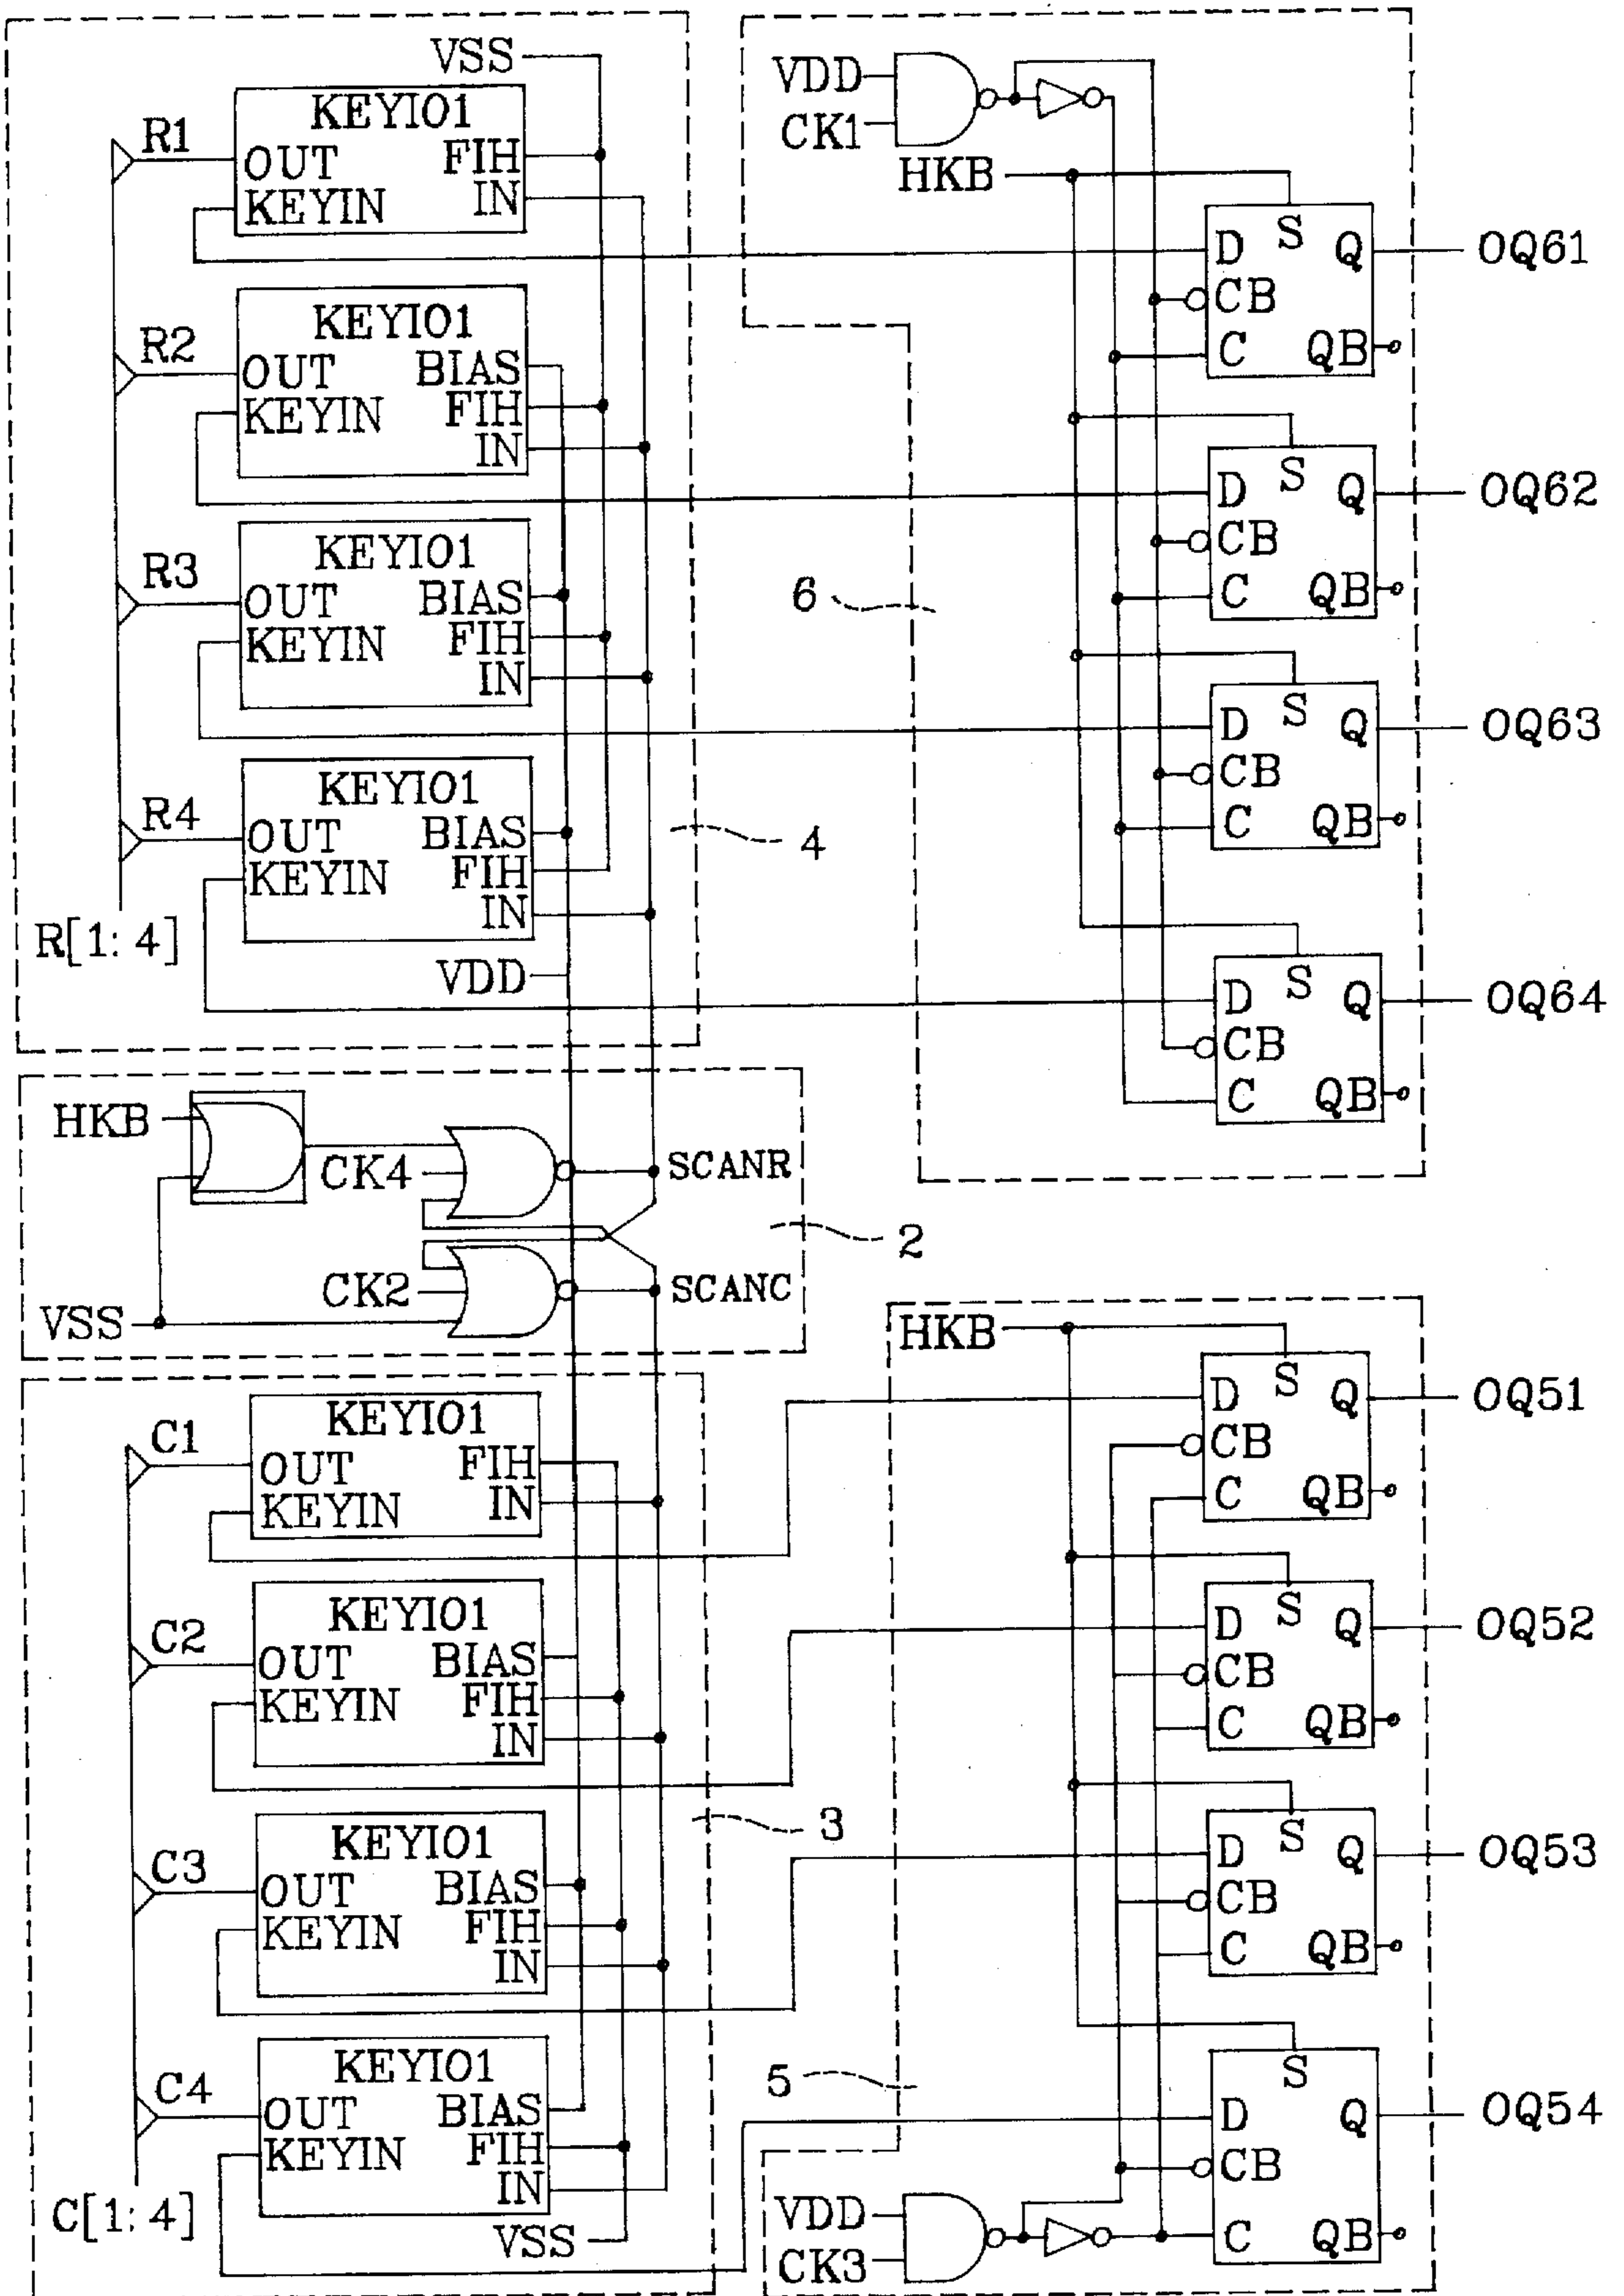 VSS
KEYIO1
R1
OUT
FIH
KEYIN
IN
KEYIO1
R2
OUT
BIAS
KEYIN
FIH
IN
KEYIO1
R3
OUT
BIAS
KEYIN
FIH
IN
KEYIO1
R4
OUT
BIAS
KEYIN
FIH
IN
R[1:4]
VDD
4
VDD
CK1
HKB
S
D
Q
OQ61
CB
C
QB
S
D
Q
OQ62
CB
C
QB
6
S
D
Q
OQ63
CB
C
QB
S
D
Q
OQ64
CB
C
QB
HKB
CK4
SCANR
2
CK2
SCANC
VSS
KEYIO1
C1
OUT
FIH
KEYIN
IN
KEYIO1
C2
OUT
BIAS
KEYIN
FIH
IN
3
KEYIO1
C3
OUT
BIAS
KEYIN
FIH
IN
KEYIO1
C4
OUT
BIAS
KEYIN
FIH
IN
C[1:4]
VSS
HKB
S
D
Q
OQ51
CB
C
QB
S
D
Q
OQ52
CB
C
QB
S
D
Q
OQ53
CB
C
QB
5
S
D
Q
OQ54
CB
C
QB
VDD
CK3